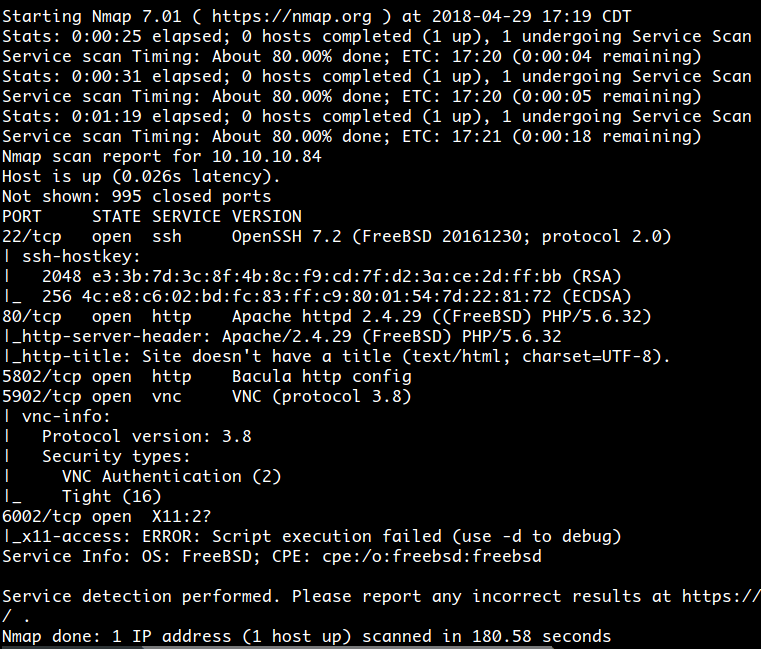 Starting Nmap 7.01 ( https://nmap.org ) at 2018-04-29 17:19 CDT
Stats: 0:00:25 elapsed; 0 hosts completed (1 up), 1 undergoing Service Scan
Service scan Timing: About 80.00% done; ETC: 17:20 (0:00:04 remaining)
Stats: 0:00:31 elapsed; 0 hosts completed (1 up), 1 undergoing Service Scan
Service scan Timing: About 80.00% done; ETC: 17:20 (0:00:05 remaining)
Stats: 0:01:19 elapsed; 0 hosts completed (1 up), 1 undergoing Service Scan
Service scan Timing: About 80.00% done; ETC: 17:21 (0:00:18 remaining)
Nmap scan report for 10.10.10.84
Host is up (0.026s latency).
Not shown: 995 closed ports
PORT     STATE SERVICE VERSION
22/tcp   open  ssh     OpenSSH 7.2 (FreeBSD 20161230; protocol 2.0)
| ssh-hostkey:
|   2048 e3:3b:7d:3c:8f:4b:8c:f9:cd:7f:d2:3a:ce:2d:ff:bb (RSA)
|_  256 4c:e8:c6:02:bd:fc:83:ff:c9:80:01:54:7d:22:81:72 (ECDSA)
80/tcp   open  http    Apache httpd 2.4.29 ((FreeBSD) PHP/5.6.32)
|_http-server-header: Apache/2.4.29 (FreeBSD) PHP/5.6.32
|_http-title: Site doesn't have a title (text/html; charset=UTF-8).
5802/tcp open  http    Bacula http config
5902/tcp open  vnc     VNC (protocol 3.8)
| vnc-info:
|   Protocol version: 3.8
|   Security types:
|     VNC Authentication (2)
|_    Tight (16)
6002/tcp open  X11:2?
|_x11-access: ERROR: Script execution failed (use -d to debug)
Service Info: OS: FreeBSD; CPE: cpe:/o:freebsd:freebsd

Service detection performed. Please report any incorrect results at https://
/ .
Nmap done: 1 IP address (1 host up) scanned in 180.58 seconds